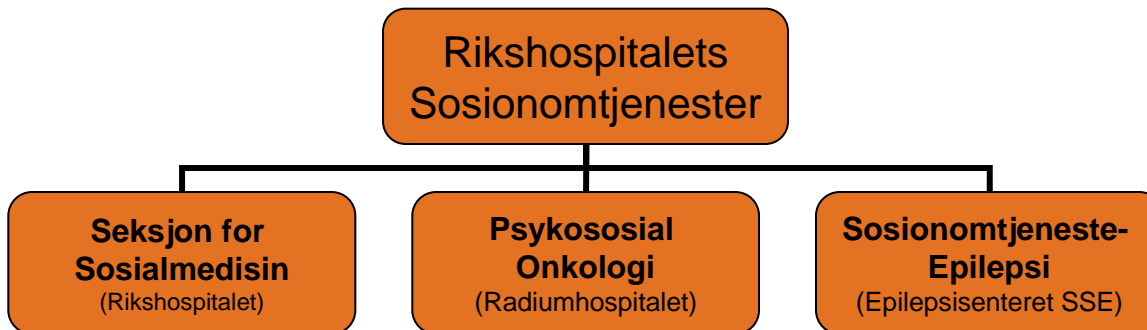 Rikshospitalets
Sosionomtjenester
Seksjon for
Sosialmedisin
(Rikshospitalet)
Psykososial
Onkologi
(Radiumhospitalet)
Sosionomtjeneste-
Epilepsi
(Epilepsisenteret SSE)